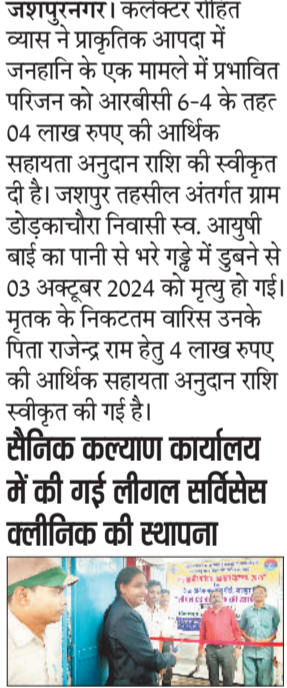 जशपुरनगर। कलेक्टर रोहित
व्यास ने प्राकृतिक आपदा में
जनहानि के एक मामले में प्रभावित
परिजन को आरबीसी 6-4 के तहत
04 लाख रुपए की आर्थिक
सहायता अनुदान राशि की स्वीकृत
दी है। जशपुर तहसील अंतर्गत ग्राम
डोड़काचौरा निवासी स्व. आयुषी
बाई का पानी से भरे गड्ढे में डुबने से
03 अक्टूबर 2024 को मृत्यु हो गई।
मृतक के निकटतम वारिस उनके
पिता राजेन्द्र राम हेतु 4 लाख रुपए
की आर्थिक सहायता अनुदान राशि
स्वीकृत की गई है।
सैनिक कल्याण कार्यालय
में की गई लीगल सर्विसेस
क्लीनिक की स्थापना